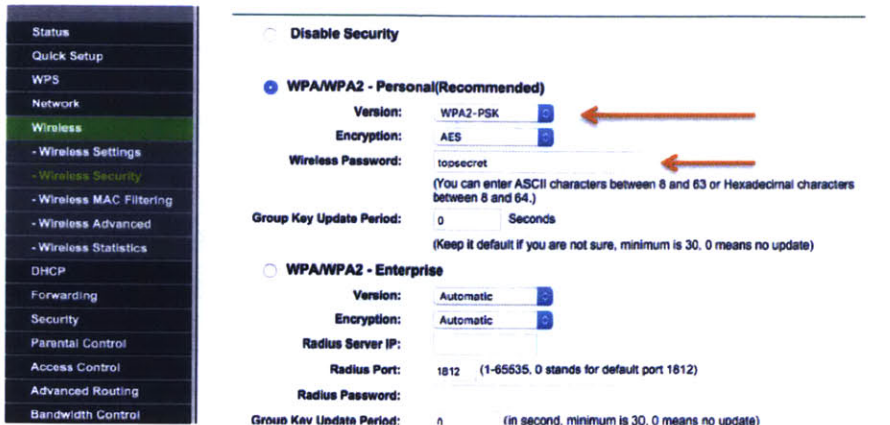 Status
Quick Setup
WPS
Network
Wireless
- Wireless Settings
- Wireless Security
- Wireless MAC Filtering
- Wireless Advanced
- Wireless Statistics
DHCP
Forwarding
Security
Parental Control
Access Control
Advanced Routing
Bandwidth Control
Disable Security
WPA/WPA2 - Personal(Recommended)
Version: WPA2-PSK
Encryption: AES
Wireless Password: topsecret
(You can enter ASCII characters between 8 and 63 or Hexadecimal characters
between 8 and 64.)
Group Key Update Period: 0 Seconds
(Keep it default if you are not sure, minimum is 30, 0 means no update)
WPA/WPA2 - Enterprise
Version: Automatic
Encryption: Automatic
Radius Server IP:
Radius Port: 1812 (1-65535, 0 stands for default port 1812)
Radius Password:
Group Key Update Period: 0 (in second, minimum is 30, 0 means no update)